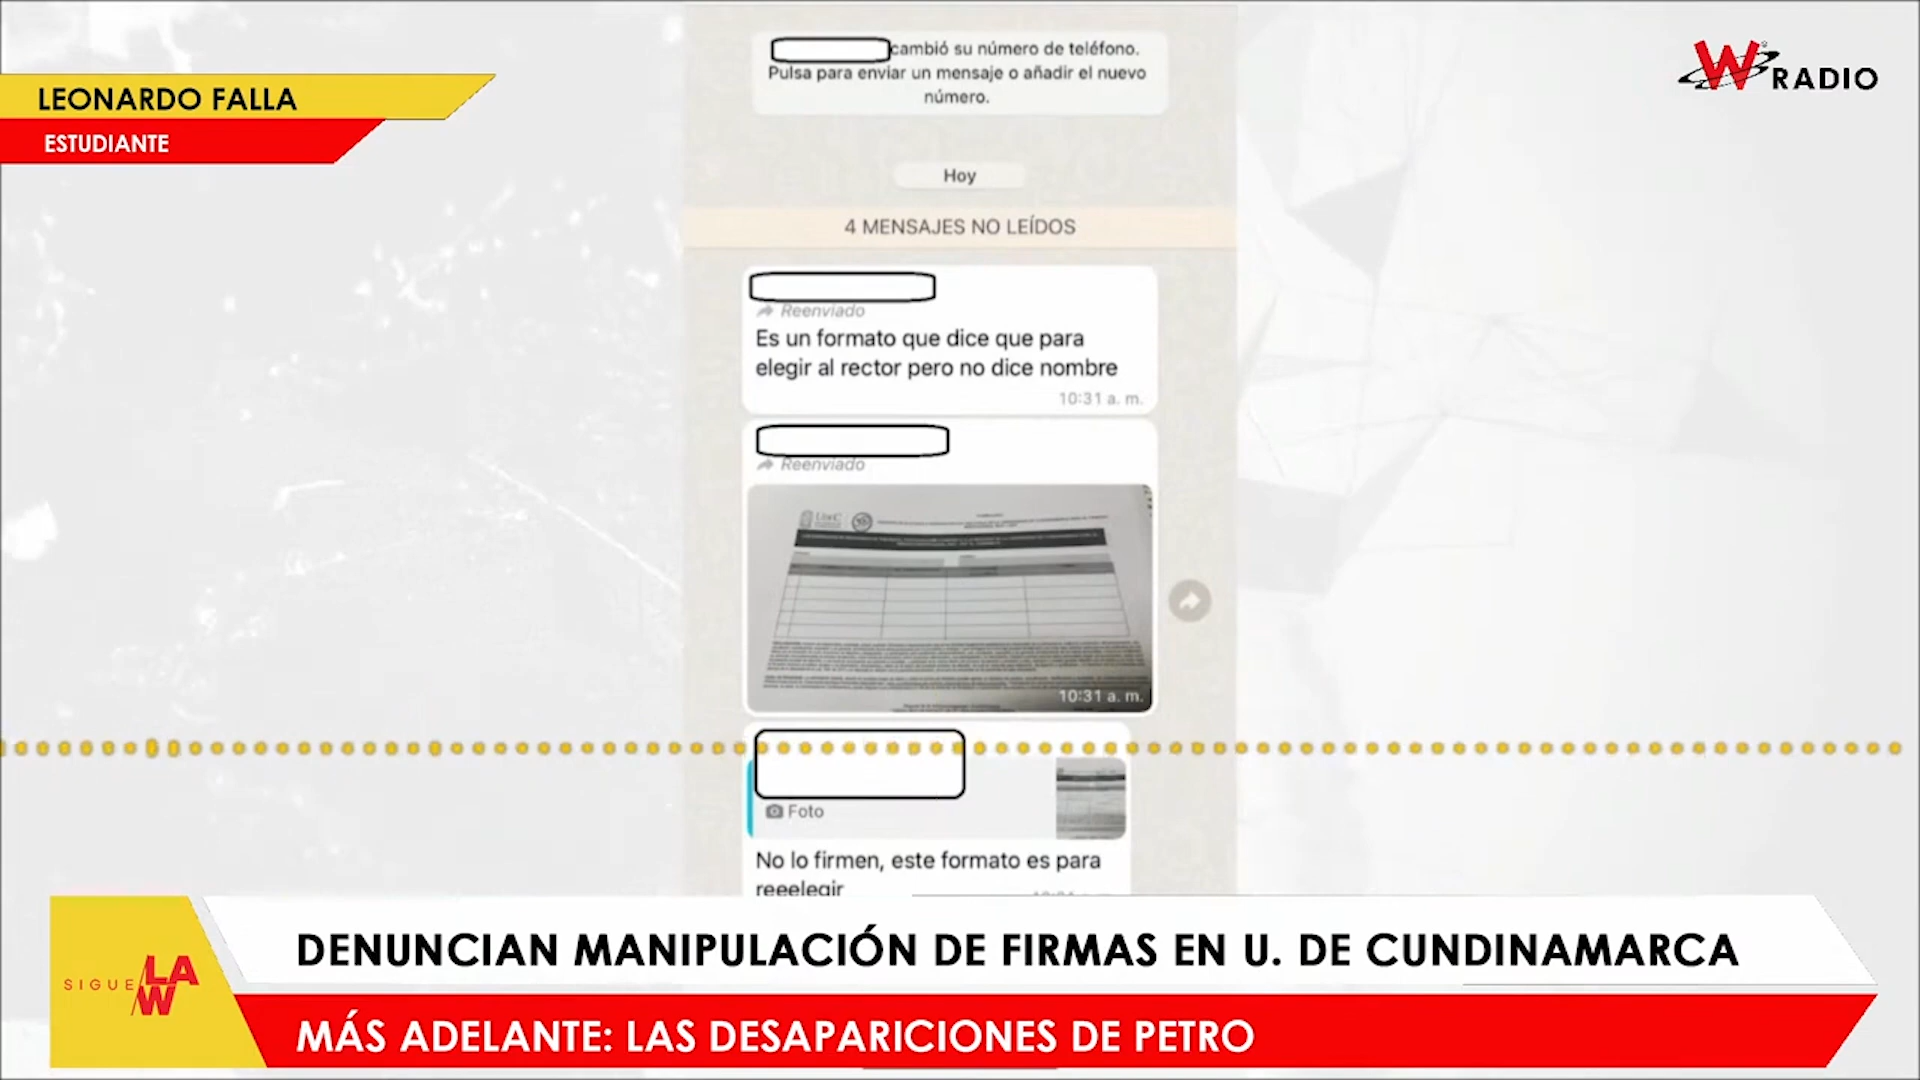 LEONARDO FALLA
ESTUDIANTE
W RADIO
cambió su número de teléfono.
Pulsa para enviar un mensaje o añadir el nuevo
número.
Hoy
4 MENSAJES NO LEÍDOS
Reenviado
Es un formato que dice que para
elegir al rector pero no dice nombre
10:31 a. m.
Reenviado
UdeC
10:31 a. m.
Foto
No lo firmen, este formato es para
reeelegir
DENUNCIAN MANIPULACIÓN DE FIRMAS EN U. DE CUNDINAMARCA
SIGUE LA W
MÁS ADELANTE: LAS DESAPARICIONES DE PETRO